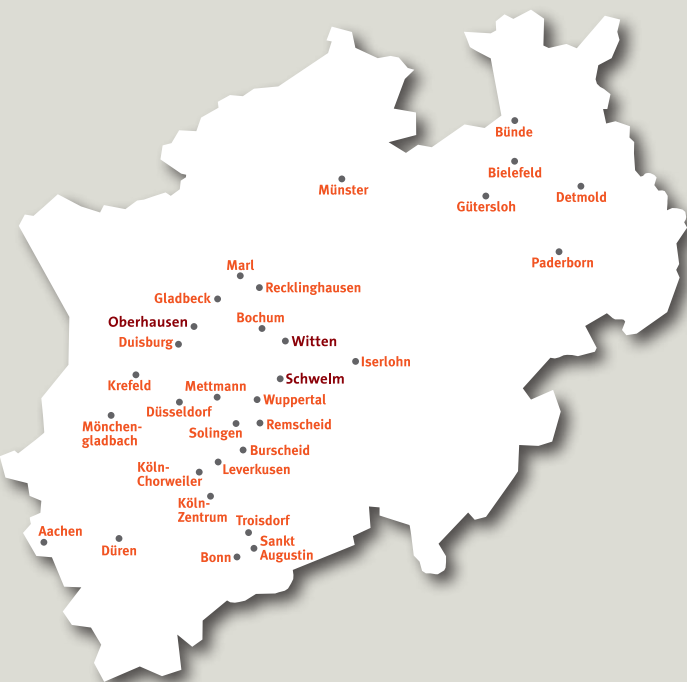 Bünde
Bielefeld
Münster
Detmold
Gütersloh
Paderborn
Marl
Recklinghausen
Gladbeck
Oberhausen
Bochum
Duisburg
Witten
Iserlohn
Krefeld
Mettmann
Schwelm
Düsseldorf
Wuppertal
Mönchen-
gladbach
Solingen
Remscheid
Burscheid
Köln-
Chorweiler
Leverkusen
Köln-
Zentrum
Troisdorf
Aachen
Düren
Sankt
Augustin
Bonn